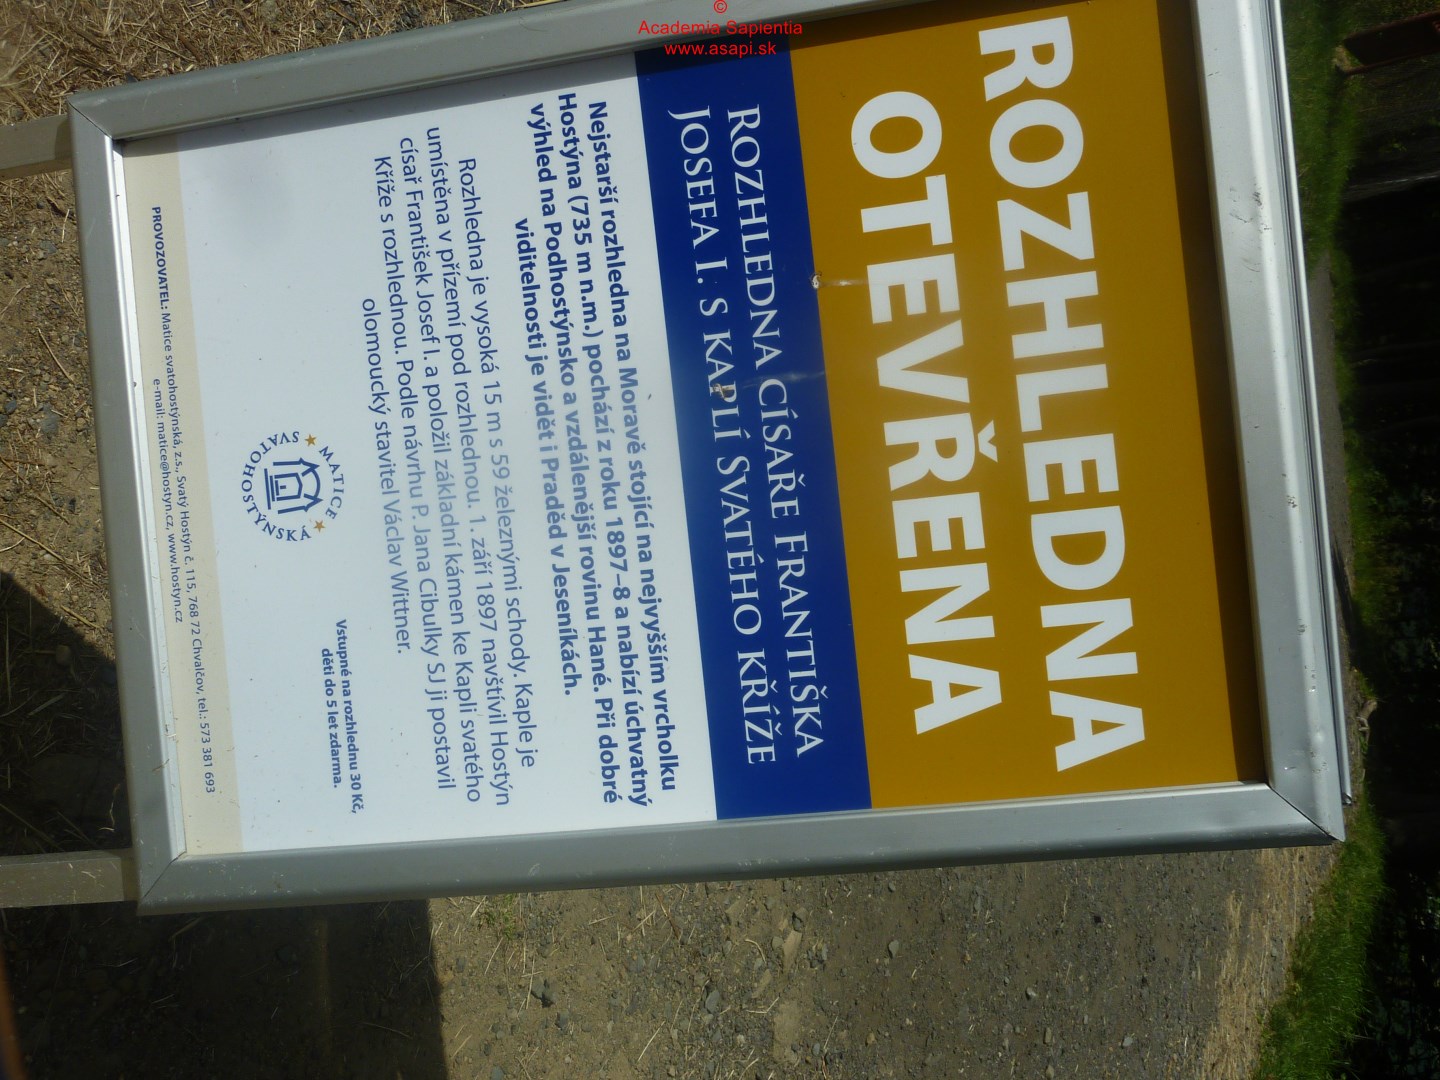 ©
Academia Sapientia
www.asapi.sk
ROZHLEDNA
OTEVŘENA
ROZHLEDNA CÍSAŘE FRANTIŠKA
JOSEFA I. S KAPLÍ SVATÉHO KŘÍŽE
Nejstarší rozhledna na Moravě stojící na nejvyšším vrcholku
Hostýna (735 m n.m.) pochází z roku 1897–8 a nabízí úchvatný
výhled na Podhostýnsko a vzdálenější rovinu Hané. Při dobré
viditelnosti je vidět i Praděd v Jeseníkách.
Rozhledna je vysoká 15 m s 59 železnými schody. Kaple je
umístěna v přízemí pod rozhlednou. 1. září 1897 navštívil Hostýn
císař František Josef I. a položil základní kámen ke Kapli svatého
Kříže s rozhlednou. Podle návrhu P. Jana Cibulky SJ ji postavil
olomoucký stavitel Václav Wittner.
MATICE
SVATOHOSTÝNSKÁ
Vstupné na rozhlednu 30 Kč,
děti do 5 let zdarma.
PROVOZOVATEL: Matice svatohostýnská, z.s., Svatý Hostýn č. 115, 768 72 Chvalčov, tel.: 573 381 693
e-mail: matice@hostyn.cz, www.hostyn.cz